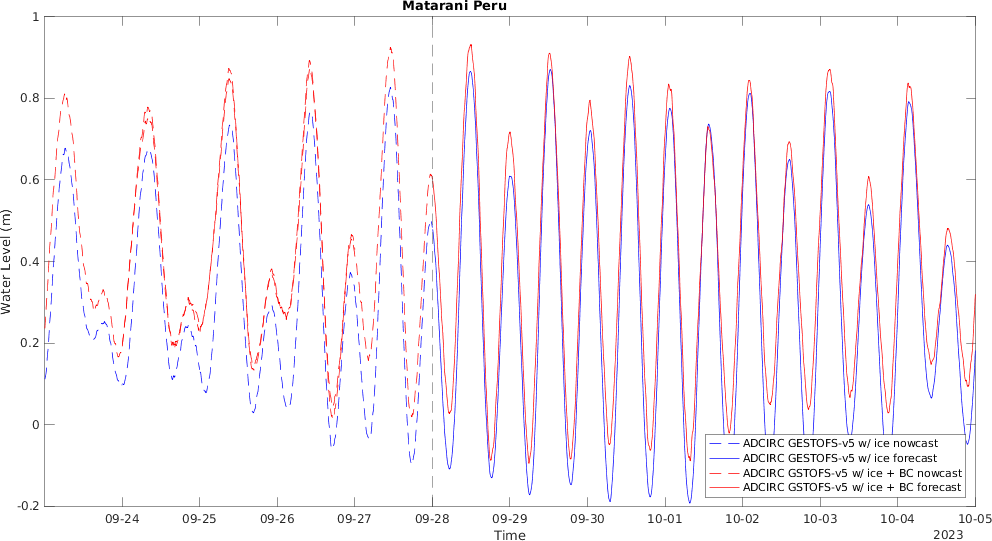 Matarani Peru
1
0.8
0.6
0.4
0.2
0
-0.2
Water Level (m)
09-24
09-25
09-26
09-27
09-28
09-29
09-30
10-01
10-02
10-03
10-04
10-05
Time
2023
ADCIRC GESTOFS-v5 w/ ice nowcast
ADCIRC GESTOFS-v5 w/ ice forecast
ADCIRC GSTOFS-v5 w/ ice + BC nowcast
ADCIRC GSTOFS-v5 w/ ice + BC forecast